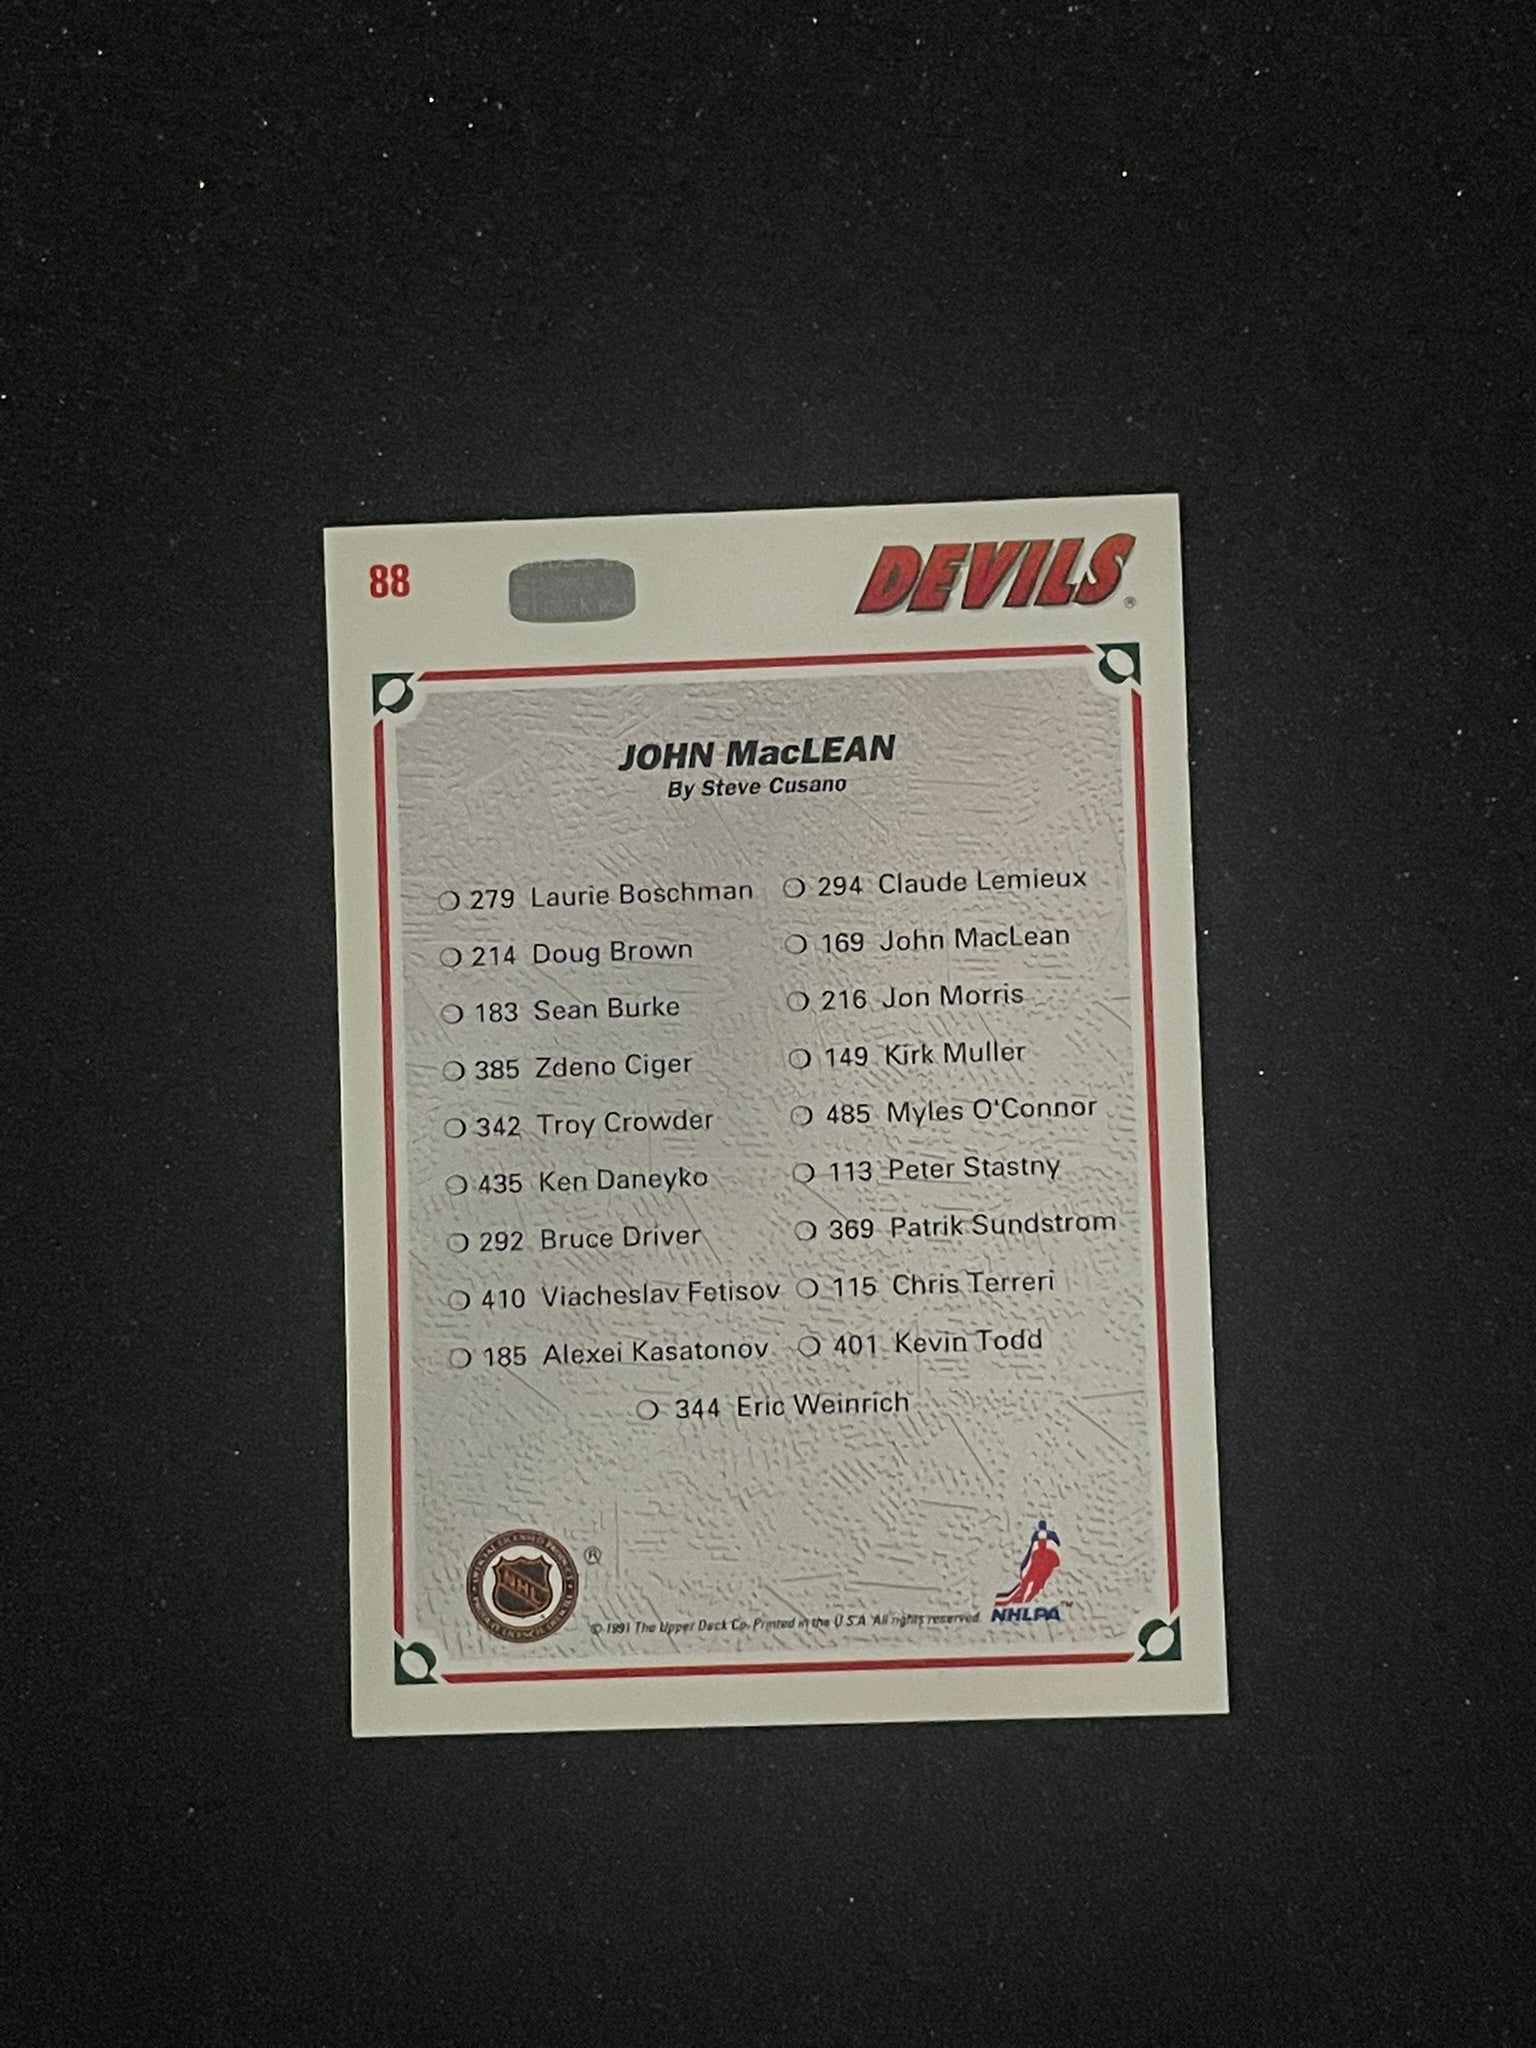 88
DEVILS®
JOHN MacLEAN
By Steve Cusano
279 Laurie Boschman
214 Doug Brown
183 Sean Burke
385 Zdeno Ciger
342 Troy Crowder
435 Ken Daneyko
292 Bruce Driver
410 Viacheslav Fetisov
185 Alexei Kasatonov
294 Claude Lemieux
169 John MacLean
216 Jon Morris
149 Kirk Muller
485 Myles O'Connor
113 Peter Stastny
369 Patrik Sundstrom
115 Chris Terreri
401 Kevin Todd
344 Eric Weinrich
NHL
®
© 1991 The Upper Deck Co. Printed in the U.S.A. All rights reserved.
NHLPA™